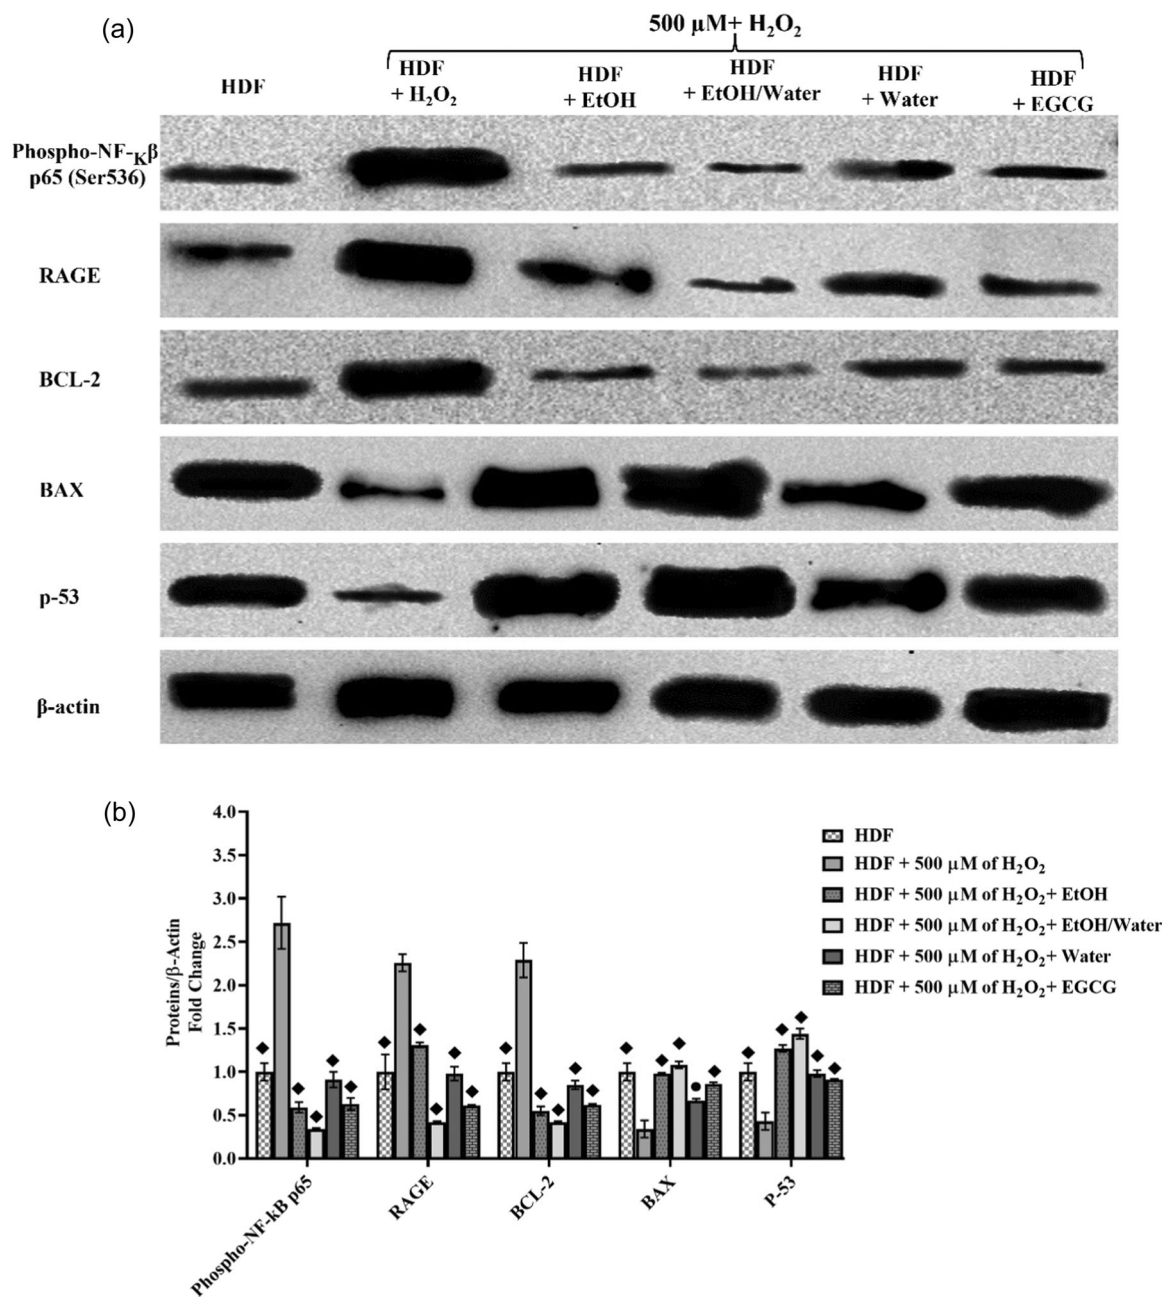 (a)
500 µM+ H₂O₂
HDF
HDF
+ H₂O₂
HDF
+ EtOH
HDF
+ EtOH/Water
HDF
+ Water
HDF
+ EGCG
Phospho-NF-Kβ
p65 (Ser536)
RAGE
BCL-2
BAX
p-53
β-actin
(b)
Proteins/β-Actin
Fold Change
4.0
3.5
3.0
2.5
2.0
1.5
1.0
0.5
0.0
Phospho-NF-kB p65
RAGE
BCL-2
BAX
P-53
HDF
HDF + 500 µM of H₂O₂
HDF + 500 µM of H₂O₂+ EtOH
HDF + 500 µM of H₂O₂+ EtOH/Water
HDF + 500 µM of H₂O₂+ Water
HDF + 500 µM of H₂O₂+ EGCG